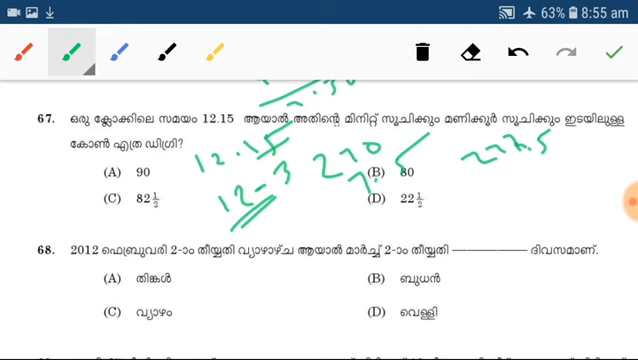 63% 8:55 am
67. ഒരു ക്ലോക്കിലെ സമയം 12.15 ആയാൽ അതിന്റെ മിനിറ്റ് സൂചിക്കും മണിക്കൂർ സൂചിക്കും ഇടയിലുള്ള
കോൺ എത്ര ഡിഗ്രി?
12.15
270
277.5
(A) 90 (B) 80
12-3
7.5
(C) 82½ (D) 22½
68. 2012 ഫെബ്രുവരി 2-ാം തീയ്യതി വ്യാഴാഴ്ച ആയാൽ മാർച്ച് 2-ാം തീയ്യതി ———— ദിവസമാണ്.
(A) തിങ്കൾ (B) ബുധൻ
(C) വ്യാഴം (D) വെള്ളി